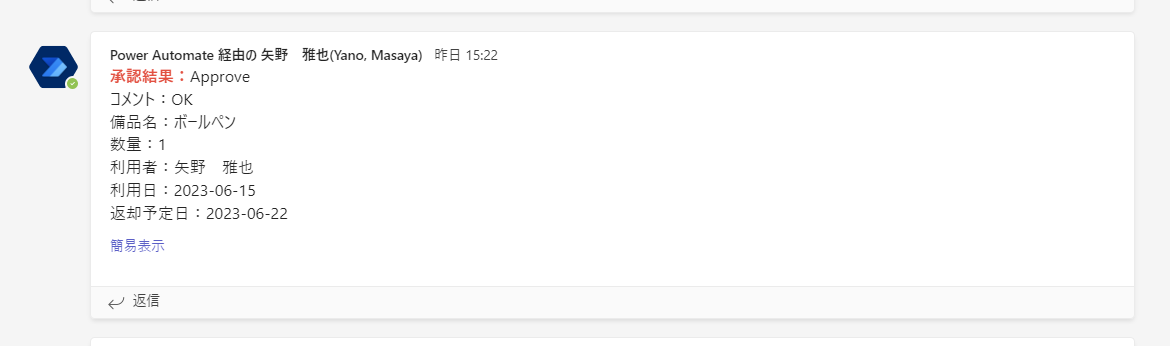 Power Automate 経由の 矢野　雅也(Yano, Masaya) 昨日 15:22
承認結果：Approve
コメント：OK
備品名：ボールペン
数量：1
利用者：矢野　雅也
利用日：2023-06-15
返却予定日：2023-06-22
簡易表示
返信